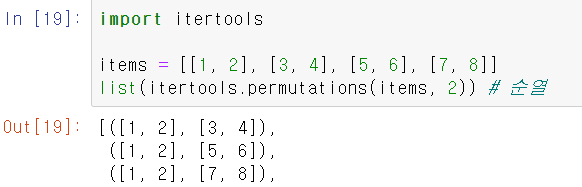 In [19]: import itertools
items = [[1, 2], [3, 4], [5, 6], [7, 8]]
list(itertools.permutations(items, 2)) # 순열
Out[19]: [([1, 2], [3, 4]),
([1, 2], [5, 6]),
([1, 2], [7, 8]),